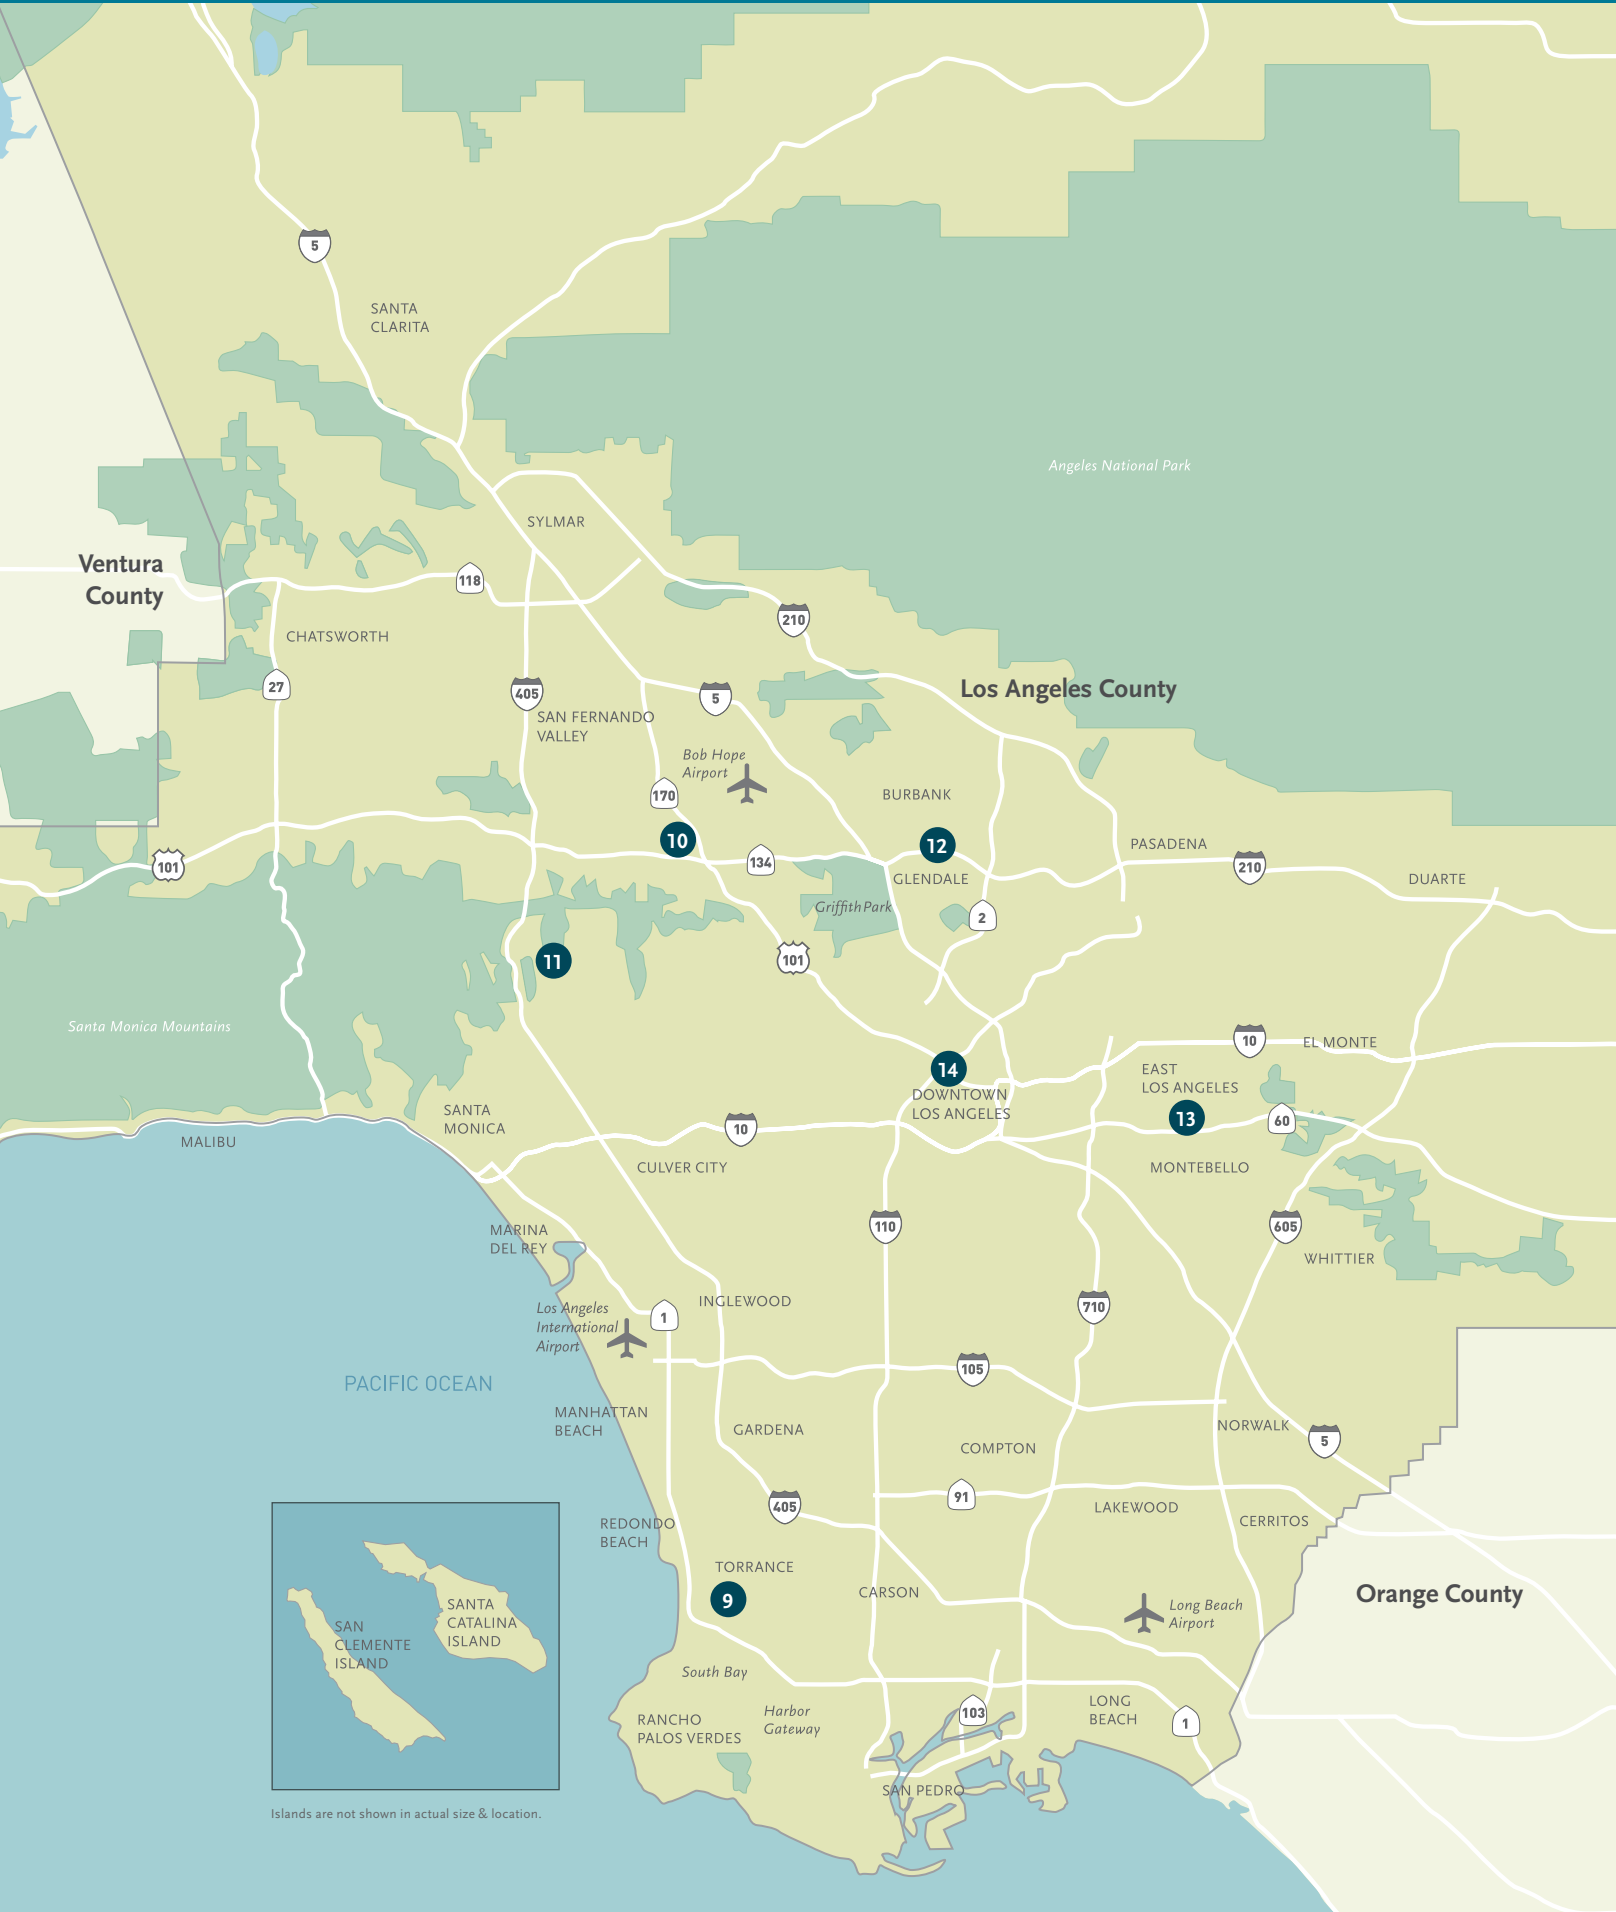 5
SANTA
CLARITA
Angeles National Park
SYLMAR
Ventura
County
118
210
CHATSWORTH
27
405
5
Los Angeles County
SAN FERNANDO
VALLEY
Bob Hope
Airport
170
BURBANK
10
12
134
PASADENA
101
210
GLENDALE
DUARTE
Griffith Park
2
11
101
Santa Monica Mountains
10
EL MONTE
14
EAST
LOS ANGELES
DOWNTOWN
LOS ANGELES
SANTA
MONICA
13
60
10
MALIBU
CULVER CITY
MONTEBELLO
110
605
MARINA
DEL REY
WHITTIER
INGLEWOOD
710
Los Angeles
International
Airport
1
105
PACIFIC OCEAN
MANHATTAN
BEACH
GARDENA
NORWALK
5
COMPTON
91
405
LAKEWOOD
CERRITOS
REDONDO
BEACH
TORRANCE
9
CARSON
Orange County
Long Beach
Airport
SANTA
CATALINA
ISLAND
SAN
CLEMENTE
ISLAND
South Bay
LONG
BEACH
103
1
Harbor
Gateway
RANCHO
PALOS VERDES
SAN PEDRO
Islands are not shown in actual size & location.